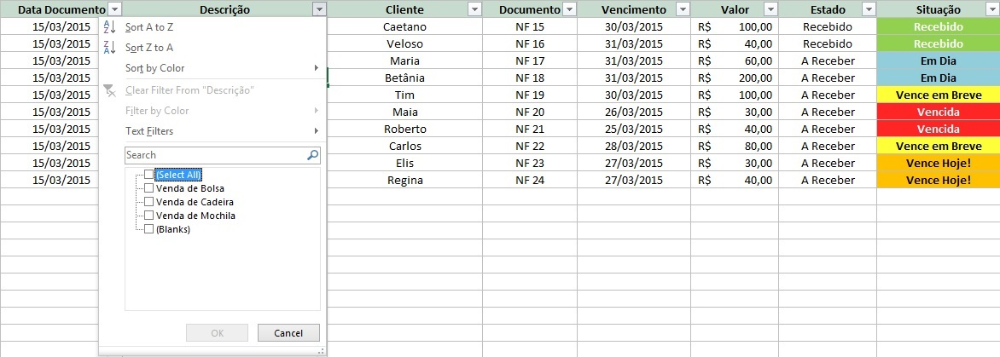 Data Documento Descrição Cliente Documento Vencimento Valor Estado Situação
15/03/2015 Caetano NF 15 30/03/2015 R$ 100,00 Recebido Recebido
15/03/2015 Veloso NF 16 31/03/2015 R$ 40,00 Recebido Recebido
15/03/2015 Maria NF 17 31/03/2015 R$ 60,00 A Receber Em Dia
15/03/2015 Betânia NF 18 31/03/2015 R$ 200,00 A Receber Em Dia
15/03/2015 Tim NF 19 30/03/2015 R$ 100,00 A Receber Vence em Breve
15/03/2015 Maia NF 20 26/03/2015 R$ 30,00 A Receber Vencida
15/03/2015 Roberto NF 21 25/03/2015 R$ 40,00 A Receber Vencida
15/03/2015 Carlos NF 22 28/03/2015 R$ 80,00 A Receber Vence em Breve
15/03/2015 Elis NF 23 27/03/2015 R$ 30,00 A Receber Vence Hoje!
15/03/2015 Regina NF 24 27/03/2015 R$ 40,00 A Receber Vence Hoje!
Sort A to Z
Sort Z to A
Sort by Color
Clear Filter From "Descrição"
Filter by Color
Text Filters
Search
(Select All)
Venda de Bolsa
Venda de Cadeira
Venda de Mochila
(Blanks)
OK Cancel